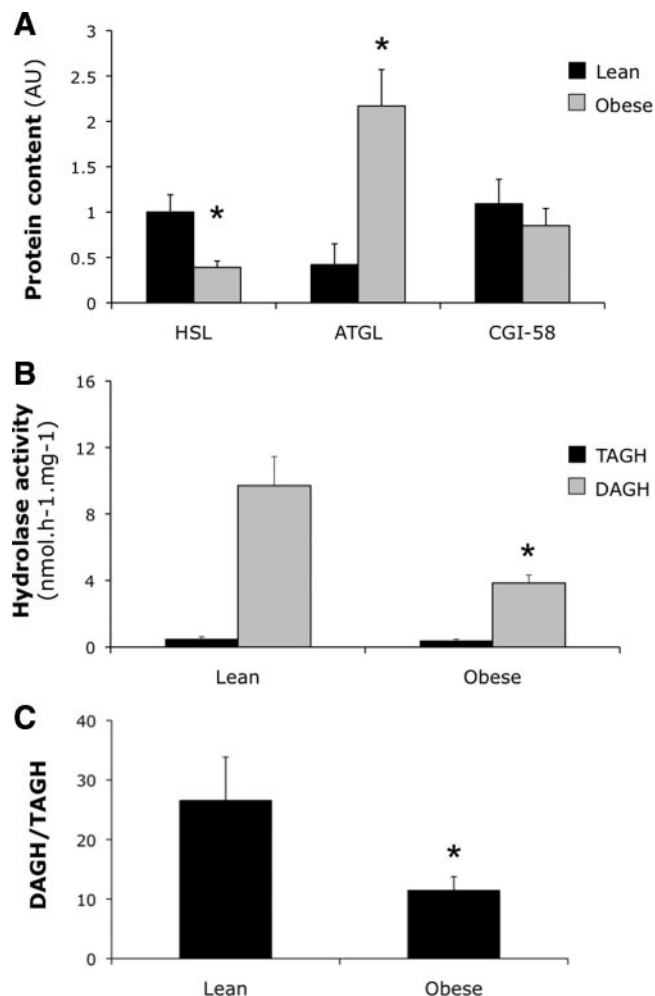 A
Protein content (AU)
3
2.5
2
1.5
1
0.5
0
*
*
Lean
Obese
HSL
ATGL
CGI-58
B
Hydrolase activity
(nmol.h-1.mg-1)
16
12
8
4
0
*
TAGH
DAGH
Lean
Obese
C
DAGH/TAGH
40
30
20
10
0
*
Lean
Obese